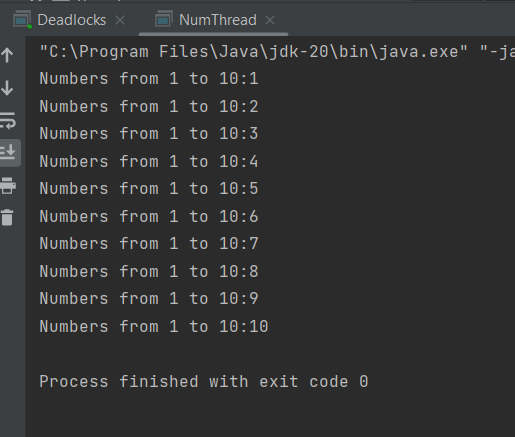 Deadlocks NumThread
"C:\Program Files\Java\jdk-20\bin\java.exe" "-ja
Numbers from 1 to 10:1
Numbers from 1 to 10:2
Numbers from 1 to 10:3
Numbers from 1 to 10:4
Numbers from 1 to 10:5
Numbers from 1 to 10:6
Numbers from 1 to 10:7
Numbers from 1 to 10:8
Numbers from 1 to 10:9
Numbers from 1 to 10:10
Process finished with exit code 0